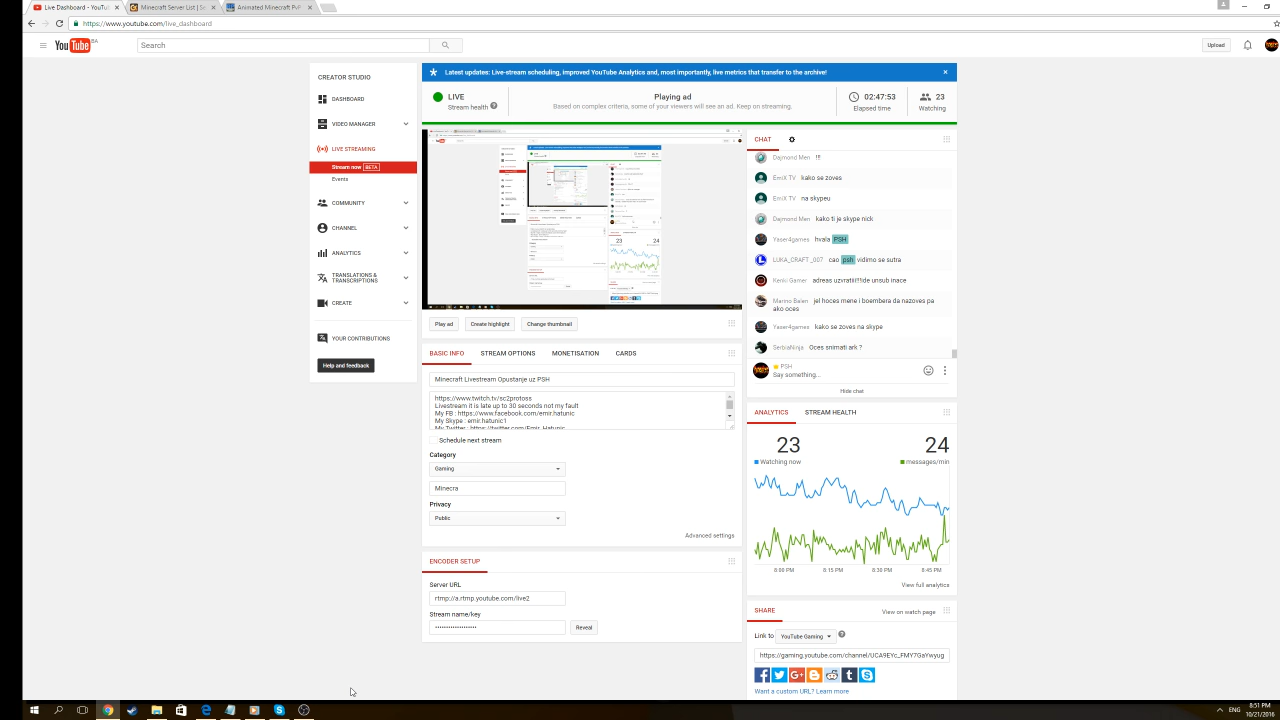 Live Dashboard - YouTu
Minecraft Server List | Se
Animated Minecraft PvP
https://www.youtube.com/live_dashboard
YouTube BA
Search
Upload
CREATOR STUDIO
DASHBOARD
VIDEO MANAGER
LIVE STREAMING
Stream now BETA
Events
COMMUNITY
CHANNEL
ANALYTICS
TRANSLATIONS &
TRANSCRIPTIONS
CREATE
YOUR CONTRIBUTIONS
Help and feedback
Latest updates: Live-stream scheduling, improved YouTube Analytics and, most importantly, live metrics that transfer to the archive!
LIVE
Stream health
Playing ad
Based on complex criteria, some of your viewers will see an ad. Keep on streaming.
02:47:53
Elapsed time
23
Watching
Play ad
Create highlight
Change thumbnail
BASIC INFO
STREAM OPTIONS
MONETISATION
CARDS
Minecraft Livestream Opustanje uz PSH
https://www.twitch.tv/sc2protoss
Livestream it is late up to 30 seconds not my fault
My FB : https://www.facebook.com/emir.hatunic
My Skype : emir.hatunic1
My Twitter : https://twitter.com/Emir_Hatunic
Schedule next stream
Category
Gaming
Minecra
Privacy
Public
Advanced settings
ENCODER SETUP
Server URL
rtmp://a.rtmp.youtube.com/live2
Stream name/key
Reveal
CHAT
Dajmond Men !!!
EmiX TV kako se zoves
EmiX TV na skypeu
Dajmond Men kako ti je skype nick
Yaser4games hvala PSH
LUKA_CRAFT_007 cao psh vidimo se sutra
Kenki Gamer adreas uzvrati!!!!ide unsub inace
Marino Balen jel hoces mene i boembera da nazoves pa
ako oces
Yaser4games kako se zoves na skype
SerbiaNinja Oces snimati ark ?
PSH
Say something...
Hide chat
ANALYTICS
STREAM HEALTH
23
Watching now
24
messages/min
8:00 PM
8:15 PM
8:30 PM
8:45 PM
View full analytics
SHARE
View on watch page
Link to
YouTube Gaming
https://gaming.youtube.com/channel/UCA9EYc_FMY7GaYwyug
Want a custom URL? Learn more
ENG
8:51 PM
10/21/2016